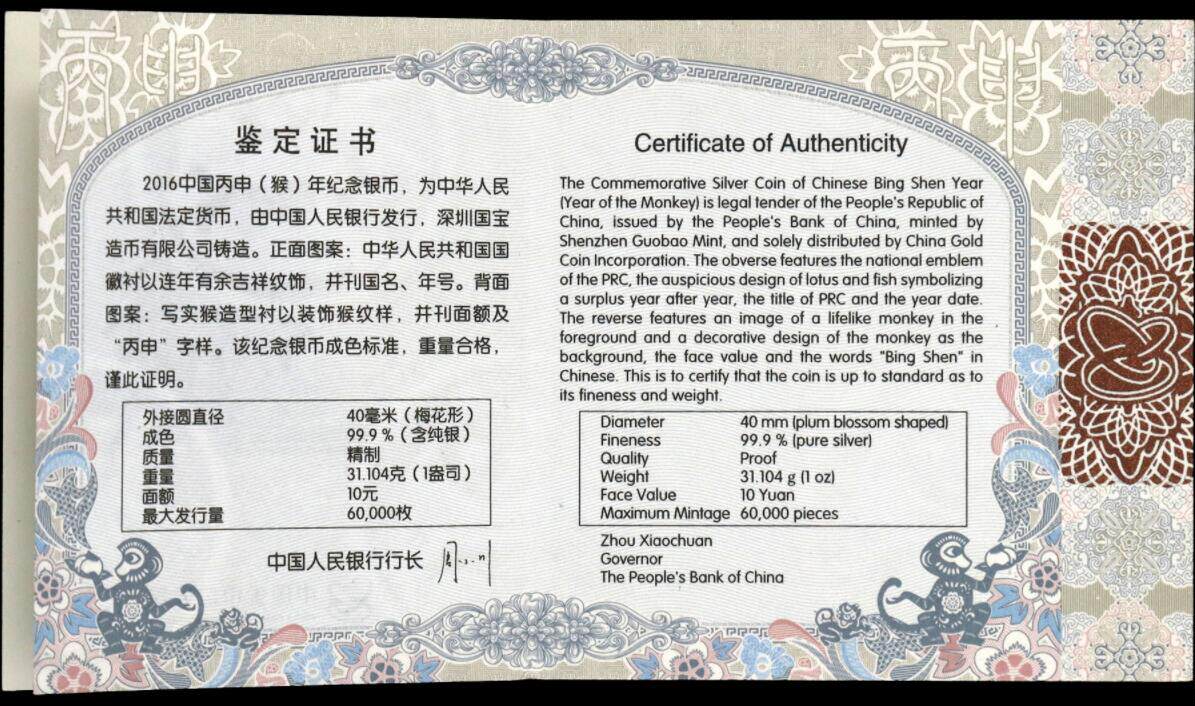 鉴定证书
2016中国丙申（猴）年纪念银币，为中华人民
共和国法定货币，由中国人民银行发行，深圳国宝
造币有限公司铸造。正面图案：中华人民共和国国
徽衬以连年有余吉祥纹饰，并刊国名、年号。背面
图案：写实猴造型衬以装饰猴纹样，并刊面额及
“丙申”字样。该纪念银币成色标准，重量合格，
谨此证明。
外接圆直径 40毫米（梅花形）
成色 99.9 %（含纯银）
质量 精制
重量 31.104克（1盎司）
面额 10元
最大发行量 60,000枚
中国人民银行行长
Certificate of Authenticity
The Commemorative Silver Coin of Chinese Bing Shen Year
(Year of the Monkey) is legal tender of the People's Republic of
China, issued by the People's Bank of China, minted by
Shenzhen Guobao Mint, and solely distributed by China Gold
Coin Incorporation. The obverse features the national emblem
of the PRC, the auspicious design of lotus and fish symbolizing
a surplus year after year, the title of PRC and the year date.
The reverse features an image of a lifelike monkey in the
foreground and a decorative design of the monkey as the
background, the face value and the words "Bing Shen" in
Chinese. This is to certify that the coin is up to standard as to
its fineness and weight.
Diameter 40 mm (plum blossom shaped)
Fineness 99.9 % (pure silver)
Quality Proof
Weight 31.104 g (1 oz)
Face Value 10 Yuan
Maximum Mintage 60,000 pieces
Zhou Xiaochuan
Governor
The People's Bank of China